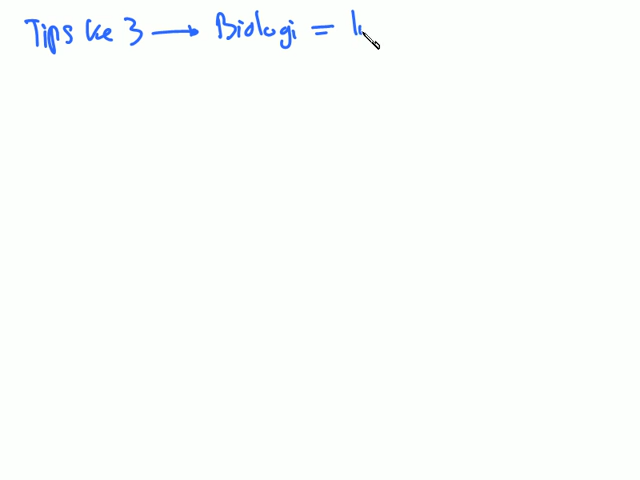 Tips ke 3 → Biologi =